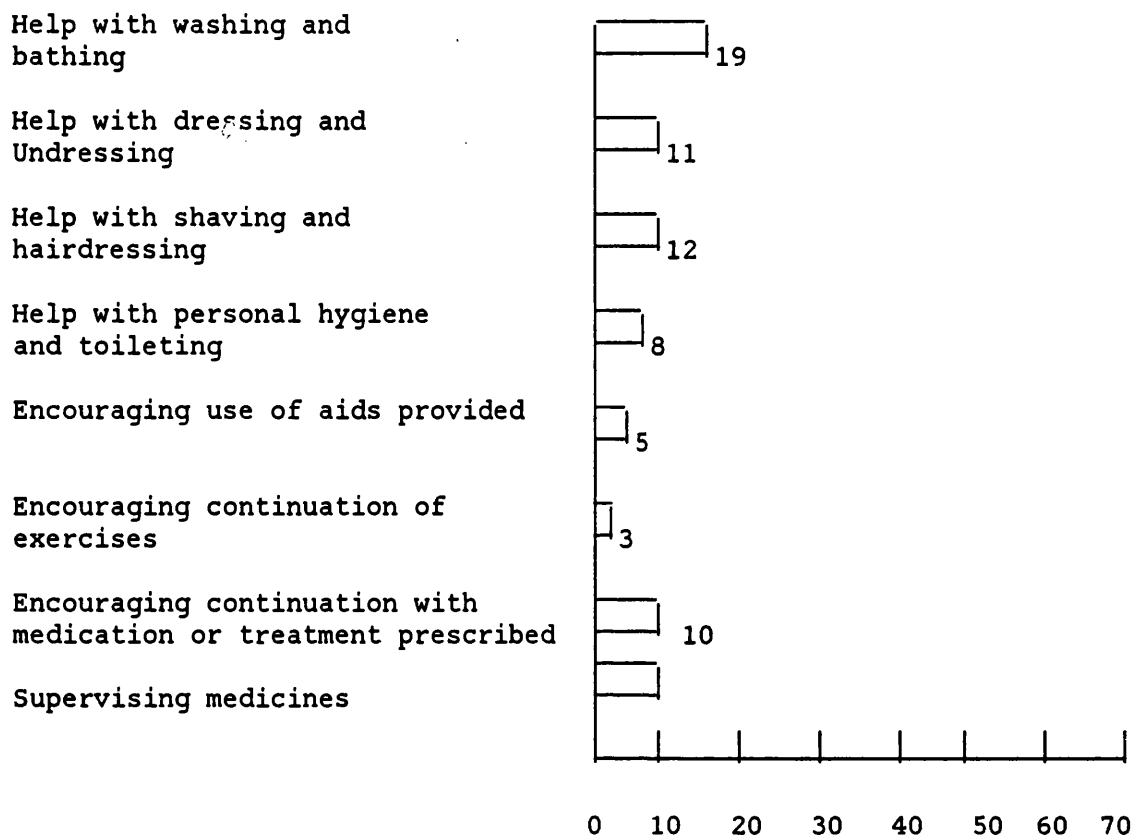 Help with washing and
bathing
19
Help with dressing and
Undressing
11
Help with shaving and
hairdressing
12
Help with personal hygiene
and toileting
8
Encouraging use of aids provided
5
Encouraging continuation of
exercises
3
Encouraging continuation with
medication or treatment prescribed
10
Supervising medicines
0 10 20 30 40 50 60 70